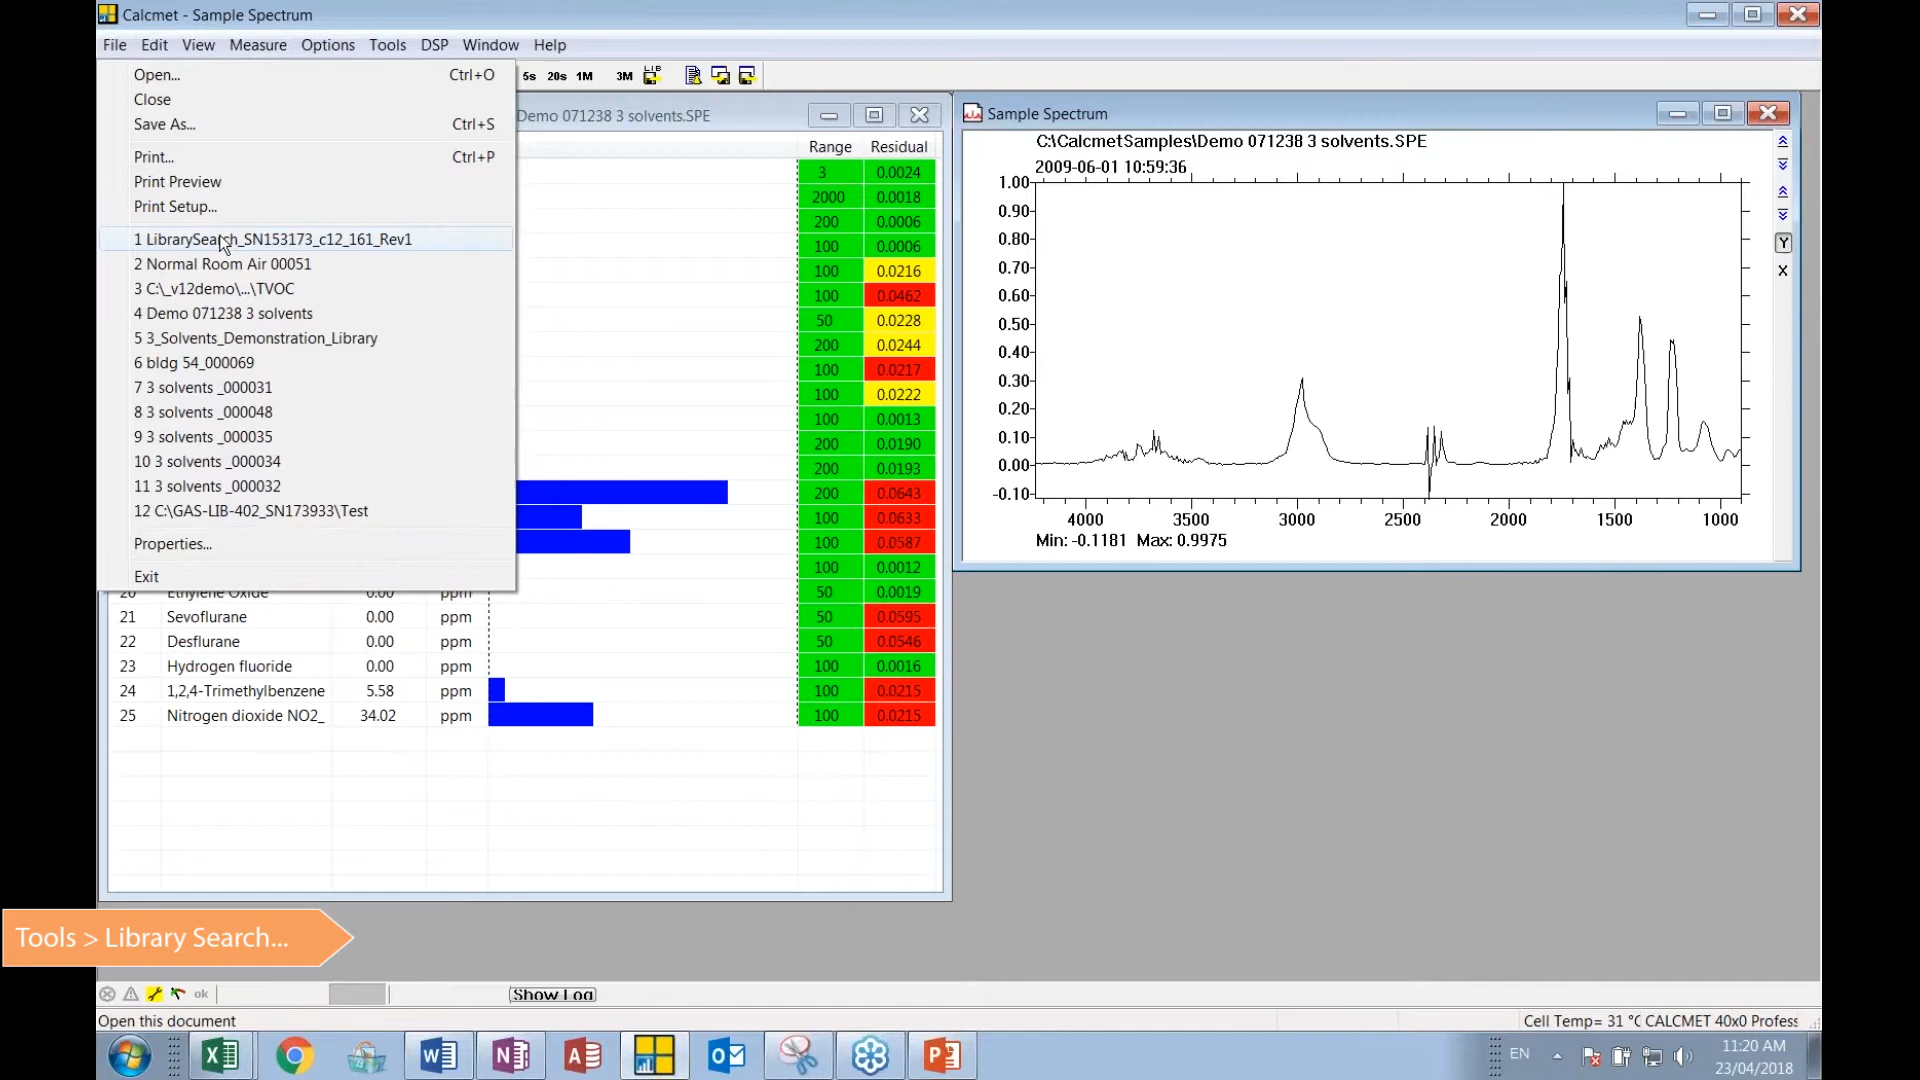 Calcmet - Sample Spectrum
File Edit View Measure Options Tools DSP Window Help
Open... Ctrl+O
Close
Save As... Ctrl+S
Print... Ctrl+P
Print Preview
Print Setup...
1 LibrarySearch_SN153173_c12_161_Rev1
2 Normal Room Air 00051
3 C:\_v12demo\...\TVOC
4 Demo 071238 3 solvents
5 3_Solvents_Demonstration_Library
6 bldg 54_000069
7 3 solvents _000031
8 3 solvents _000048
9 3 solvents _000035
10 3 solvents _000034
11 3 solvents _000032
12 C:\GAS-LIB-402_SN173933\Test
Properties...
Exit
5s 20s 1M 3M LIB
Demo 071238 3 solvents.SPE
Range Residual
3 0.0024
2000 0.0018
200 0.0006
100 0.0006
100 0.0216
100 0.0462
50 0.0228
200 0.0244
100 0.0217
100 0.0222
100 0.0013
200 0.0190
200 0.0193
200 0.0643
100 0.0633
100 0.0587
100 0.0012
20 Ethylene Oxide 0.00 ppm 50 0.0019
21 Sevoflurane 0.00 ppm 50 0.0595
22 Desflurane 0.00 ppm 50 0.0546
23 Hydrogen fluoride 0.00 ppm 100 0.0016
24 1,2,4-Trimethylbenzene 5.58 ppm 100 0.0215
25 Nitrogen dioxide NO2_ 34.02 ppm 100 0.0215
Sample Spectrum
C:\CalcmetSamples\Demo 071238 3 solvents.SPE
2009-06-01 10:59:36
1.00
0.90
0.80
0.70
0.60
0.50
0.40
0.30
0.20
0.10
0.00
-0.10
4000 3500 3000 2500 2000 1500 1000
Min: -0.1181 Max: 0.9975
Y
X
Tools > Library Search...
ok
Show Log
Open this document
Cell Temp= 31 °C CALCMET 40x0 Profess
EN
11:20 AM
23/04/2018